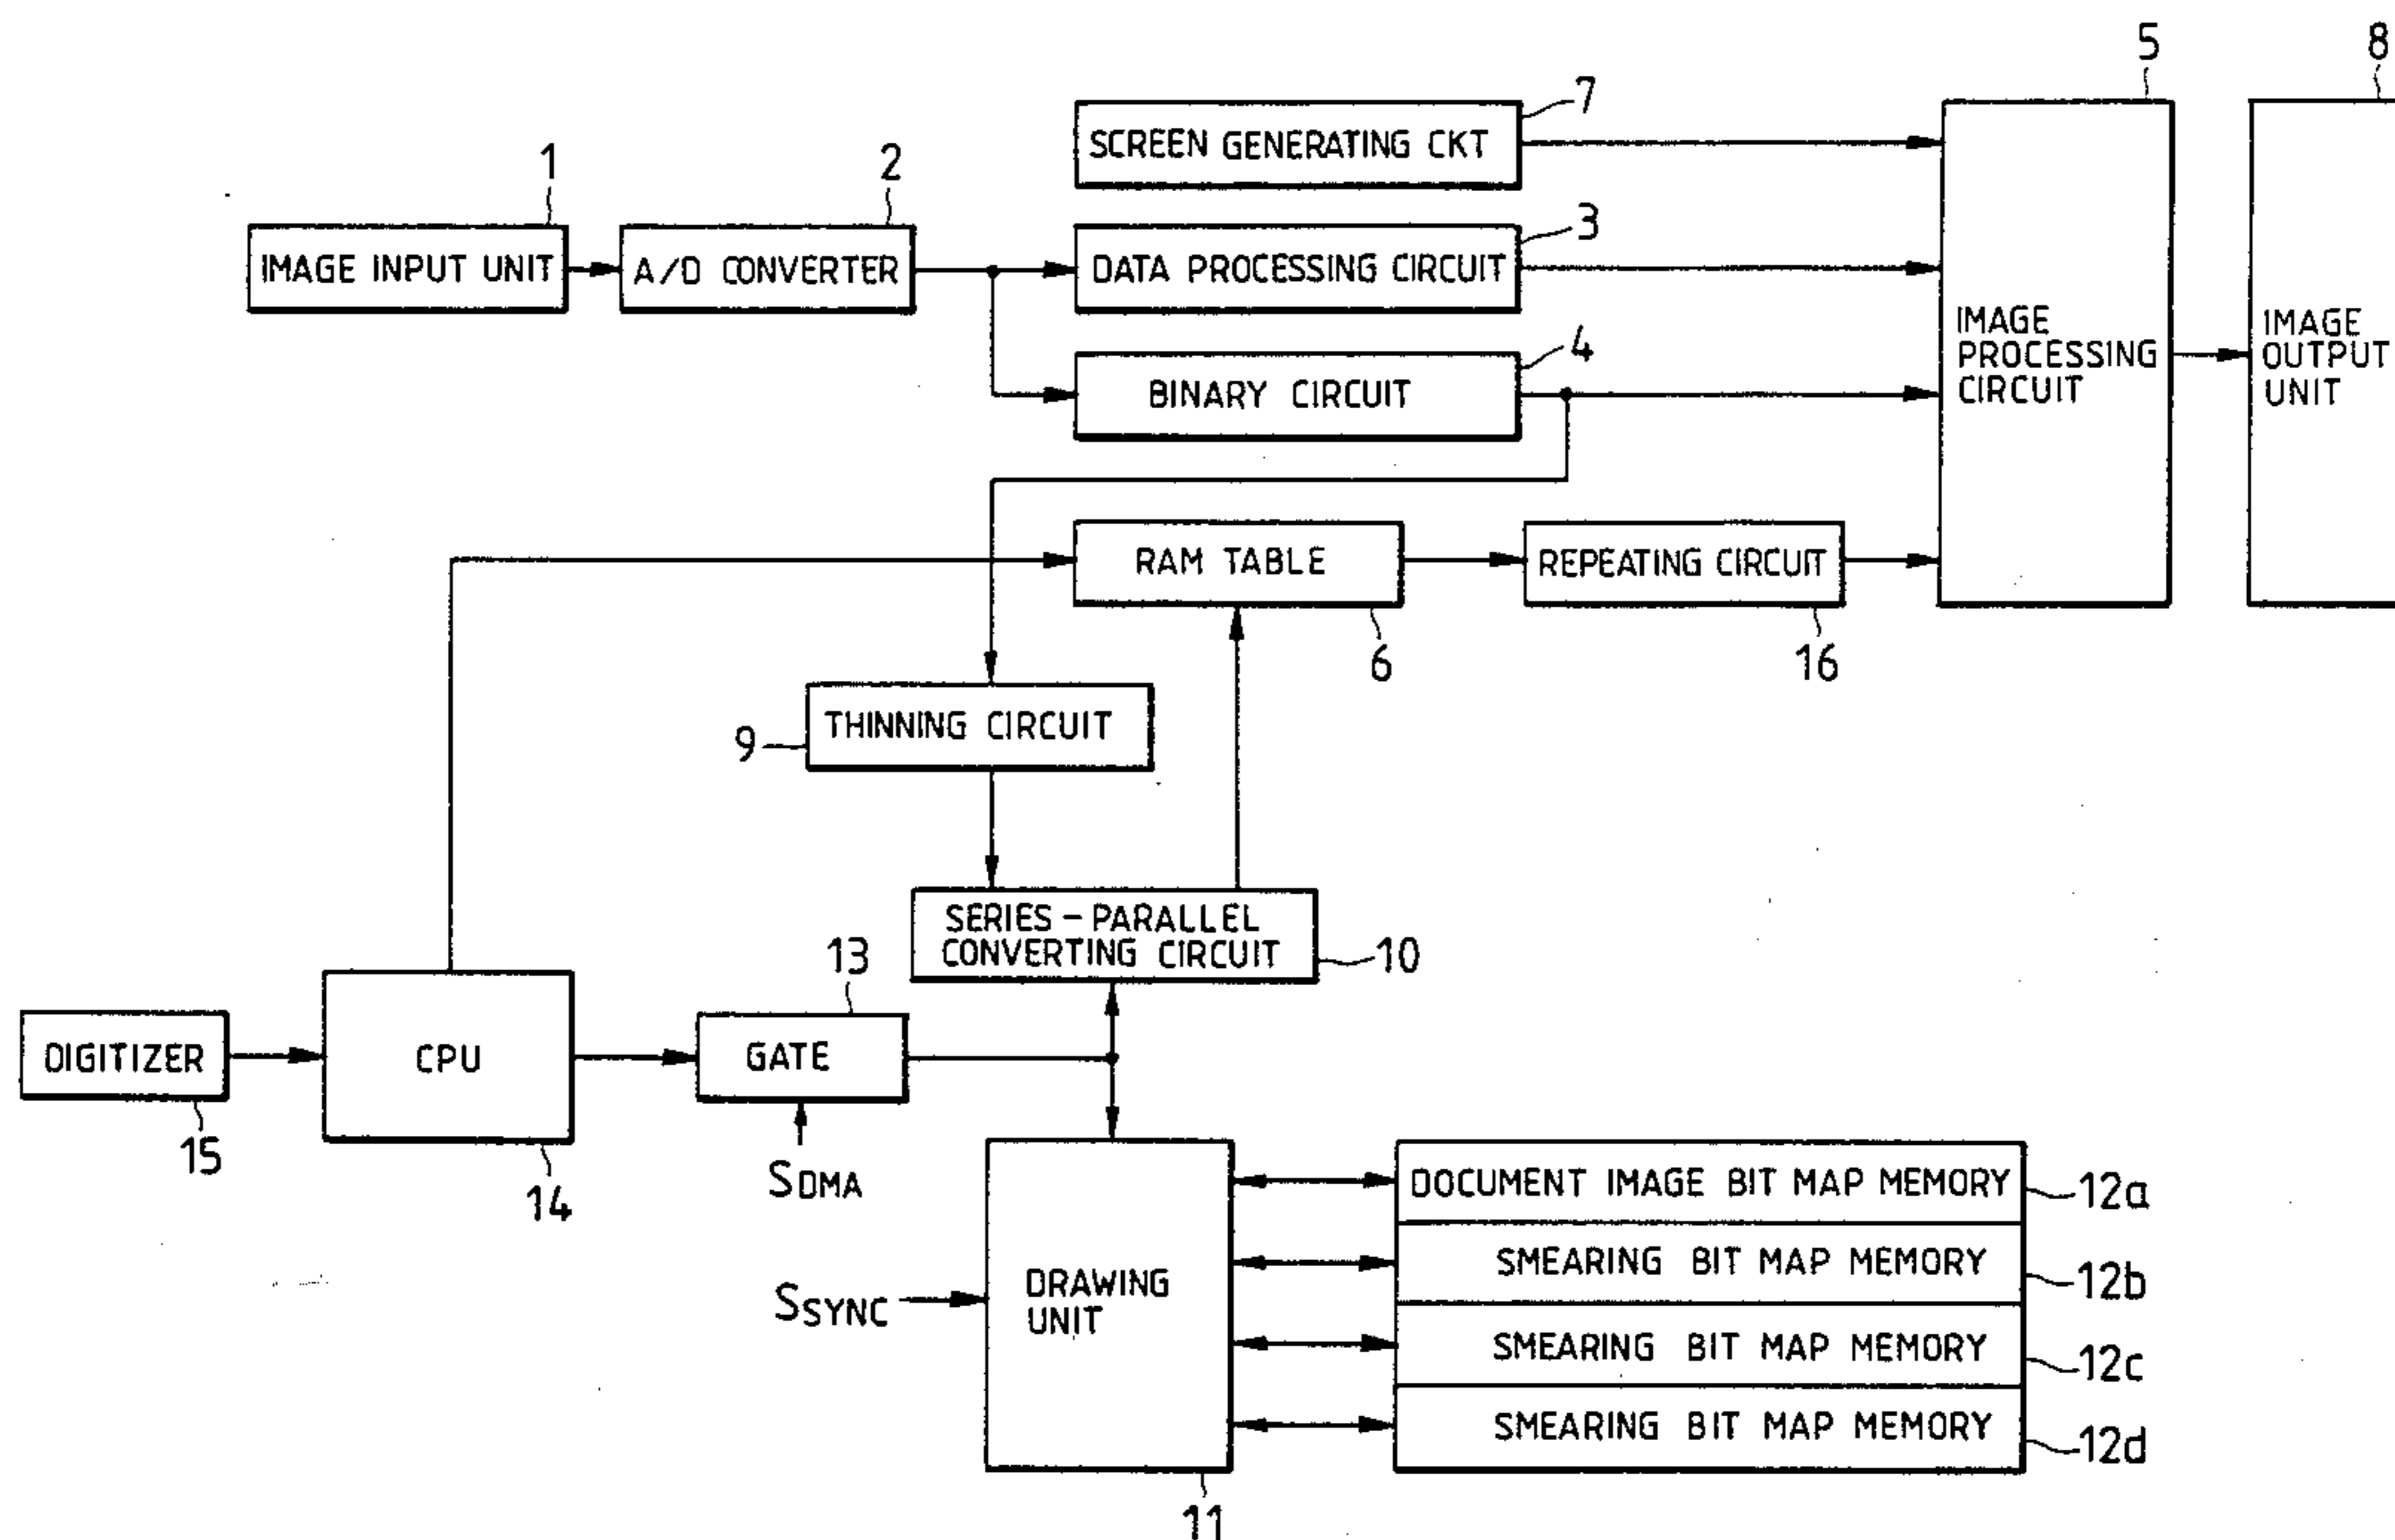 5
8
7
SCREEN GENERATING CKT
1
2
3
IMAGE INPUT UNIT
A/D CONVERTER
DATA PROCESSING CIRCUIT
4
BINARY CIRCUIT
IMAGE
PROCESSING
CIRCUIT
IMAGE
OUTPUT
UNIT
RAM TABLE
6
REPEATING CIRCUIT
16
THINNING CIRCUIT
9
SERIES-PARALLEL
CONVERTING CIRCUIT
10
13
DIGITIZER
15
CPU
14
GATE
SDMA
SSYNC
DRAWING
UNIT
11
DOCUMENT IMAGE BIT MAP MEMORY
12a
SMEARING BIT MAP MEMORY
12b
SMEARING BIT MAP MEMORY
12c
SMEARING BIT MAP MEMORY
12d